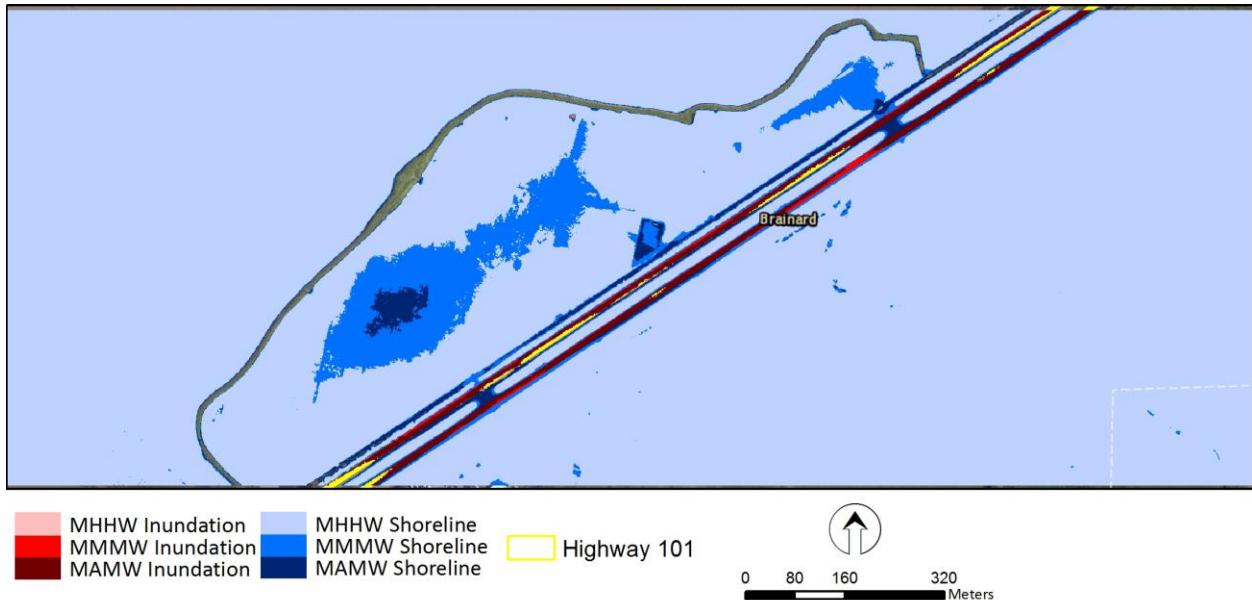 Brainard
MHHW Inundation
MMMW Inundation
MAMW Inundation
MHHW Shoreline
MMMW Shoreline
MAMW Shoreline
Highway 101
0 80 160 320
Meters